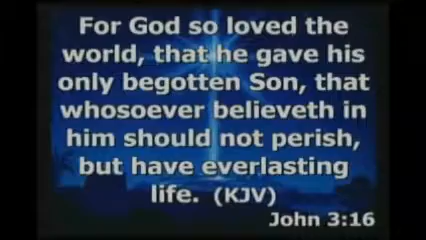 For God so loved the
world, that he gave his
only begotten Son, that
whosoever believeth in
him should not perish,
but have everlasting
life. (KJV)
John 3:16